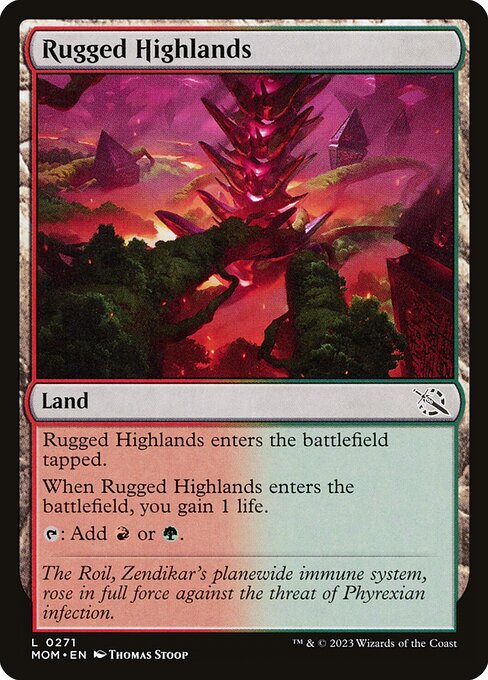 Rugged Highlands
Land
Rugged Highlands enters the battlefield
tapped.
When Rugged Highlands enters the
battlefield, you gain 1 life.
: Add or .
The Roil, Zendikar's planewide immune system,
rose in full force against the threat of Phyrexian
infection.
L 0271
MOM • EN Thomas Stoop
™ & © 2023 Wizards of the Coast